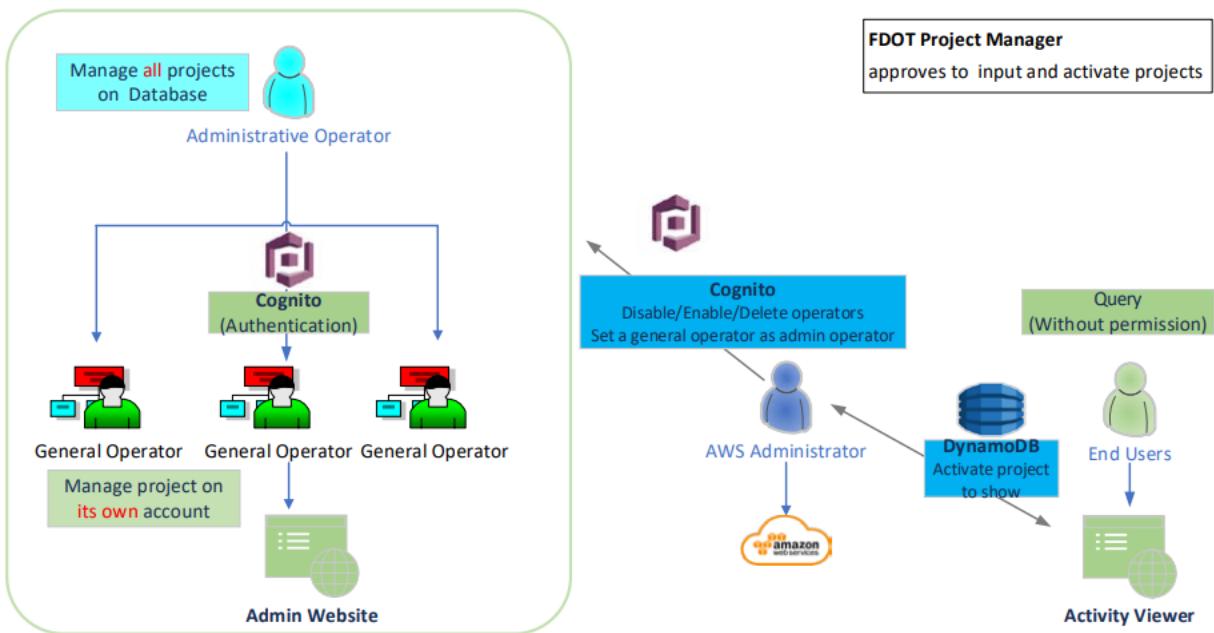 FDOT Project Manager
approves to input and activate projects
Manage all projects
on Database
Administrative Operator
Cognito
(Authentication)
General Operator
General Operator
General Operator
Manage project on
its own account
Admin Website
Cognito
Disable/Enable/Delete operators
Set a general operator as admin operator
AWS Administrator
amazon
web services
DynamoDB
Activate project
to show
Query
(Without permission)
End Users
Activity Viewer